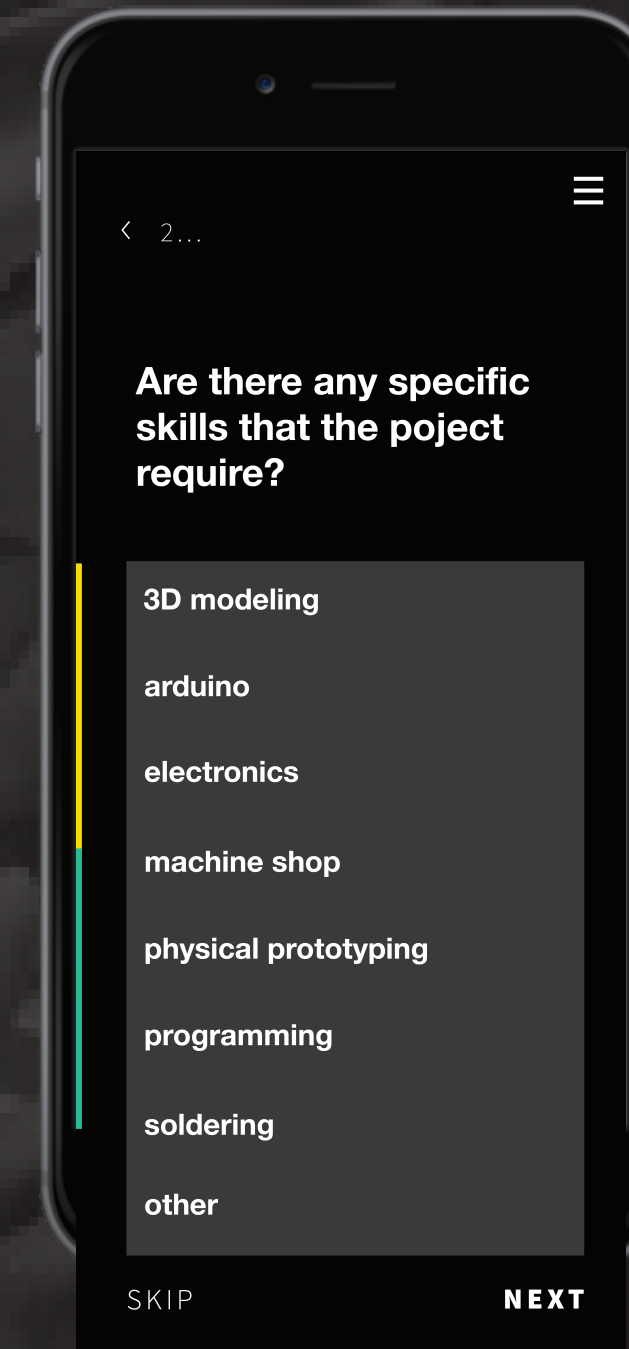 2...
Are there any specific
skills that the poject
require?
3D modeling
arduino
electronics
machine shop
physical prototyping
programming
soldering
other
SKIP
NEXT